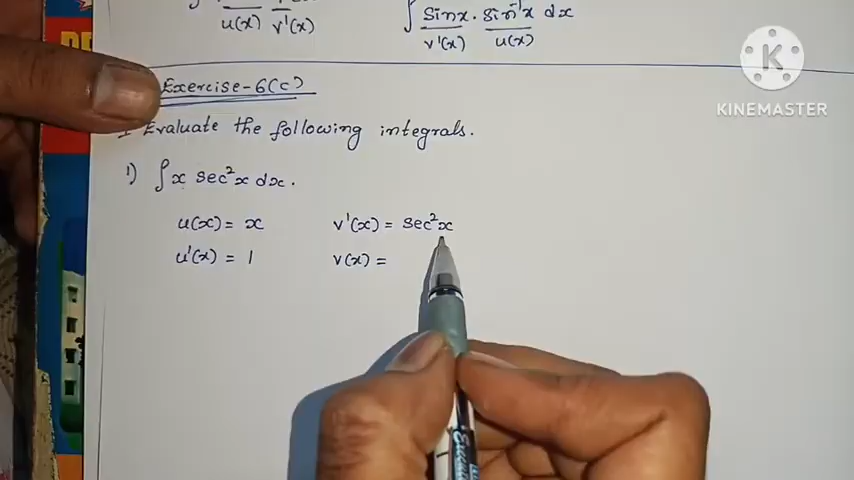 u(x) v'(x)
∫ sinx . sin⁻¹x dx
v'(x) u(x)
KINEMASTER
Exercise-6(c)
I Evaluate the following integrals.
1) ∫ x sec²x dx.
u(x) = x v'(x) = sec²x
u'(x) = 1 v(x) =